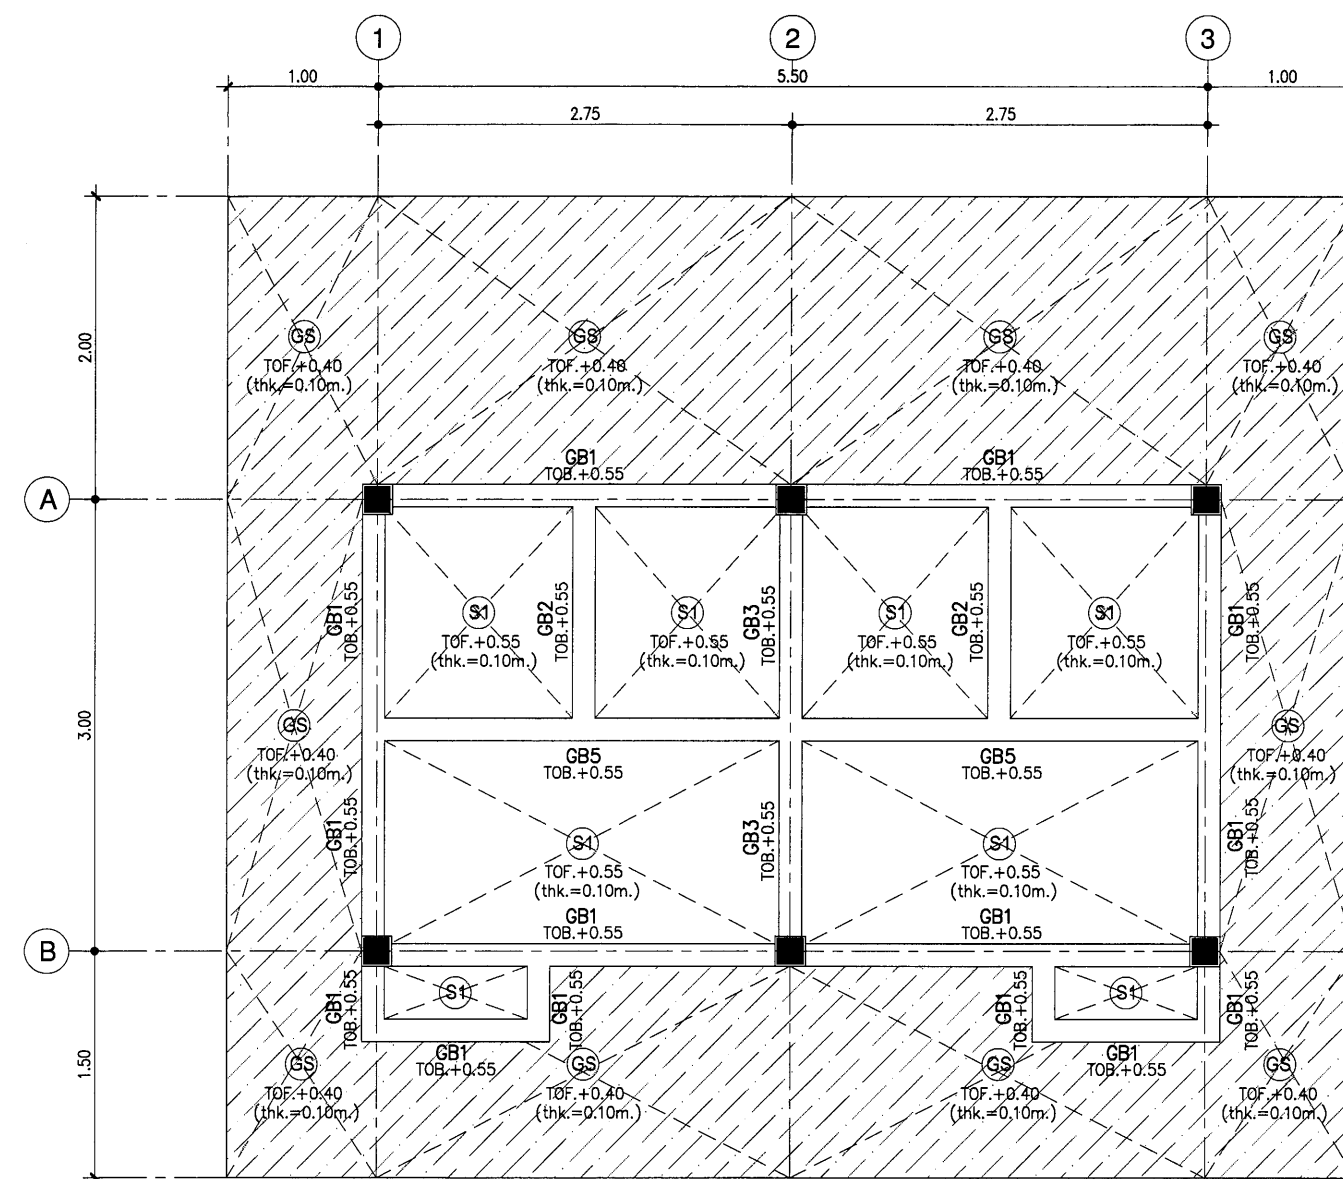 1
2
3
1.00
5.50
1.00
2.75
2.75
2.00
GS
TOF.+0.40
(thk.=0.10m.)
GS
TOF.+0.40
(thk.=0.10m.)
GS
TOF.+0.40
(thk.=0.10m.)
GS
TOF.+0.40
(thk.=0.10m.)
GB1
TOB.+0.55
GB1
TOB.+0.55
A
GB1
TOB.+0.55
S1
TOF.+0.55
(thk.=0.10m.)
GB2
TOB.+0.55
S1
TOF.+0.55
(thk.=0.10m.)
GB3
TOB.+0.55
S1
TOF.+0.55
(thk.=0.10m.)
GB2
TOB.+0.55
S1
TOF.+0.55
(thk.=0.10m.)
GB1
TOB.+0.55
3.00
GS
TOF.+0.40
(thk.=0.10m.)
GS
TOF.+0.40
(thk.=0.10m.)
GB5
TOB.+0.55
GB5
TOB.+0.55
GB1
TOB.+0.55
S1
TOF.+0.55
(thk.=0.10m.)
GB3
TOB.+0.55
S1
TOF.+0.55
(thk.=0.10m.)
GB1
TOB.+0.55
GB1
TOB.+0.55
GB1
TOB.+0.55
B
GB1
TOB.+0.55
S1
GB1
TOB.+0.55
GB1
TOB.+0.55
S1
GB1
TOB.+0.55
1.50
GB1
TOB.+0.55
GB1
TOB.+0.55
GS
TOF.+0.40
(thk.=0.10m.)
GS
TOF.+0.40
(thk.=0.10m.)
GS
TOF.+0.40
(thk.=0.10m.)
GS
TOF.+0.40
(thk.=0.10m.)